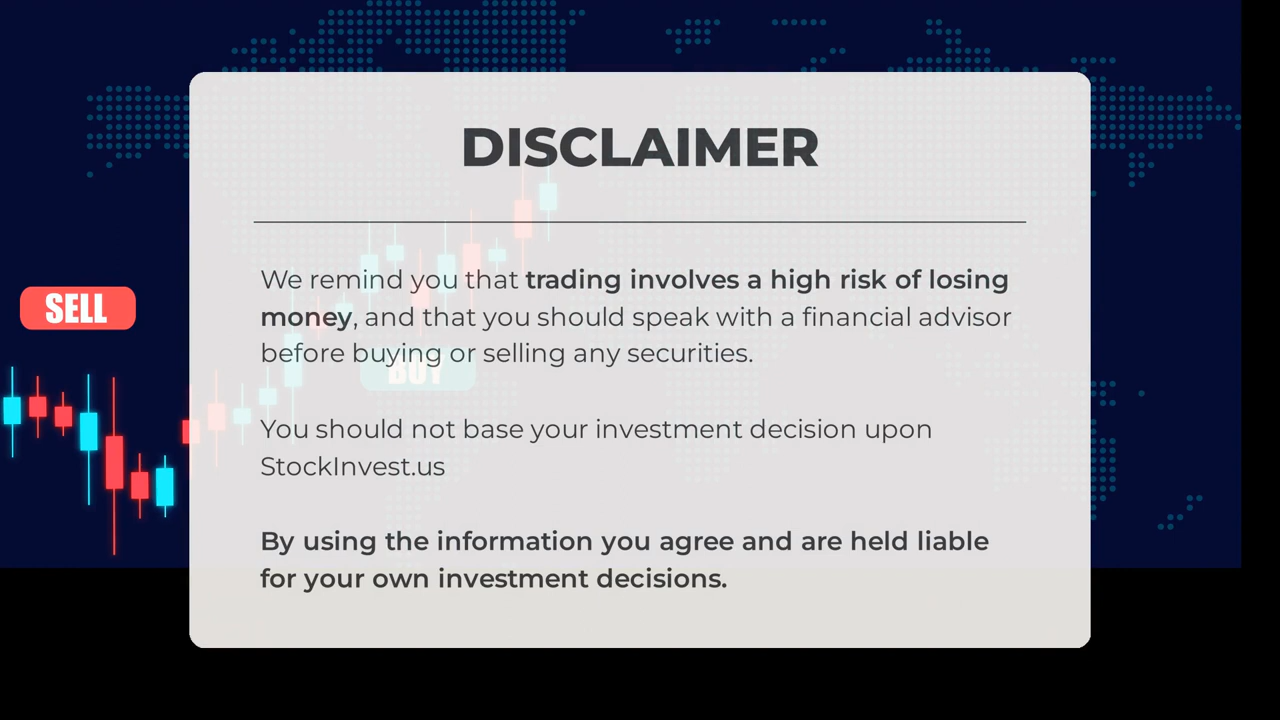 DISCLAIMER
SELL
We remind you that trading involves a high risk of losing
money, and that you should speak with a financial advisor
before buying or selling any securities.
BUY
You should not base your investment decision upon
StockInvest.us
By using the information you agree and are held liable
for your own investment decisions.